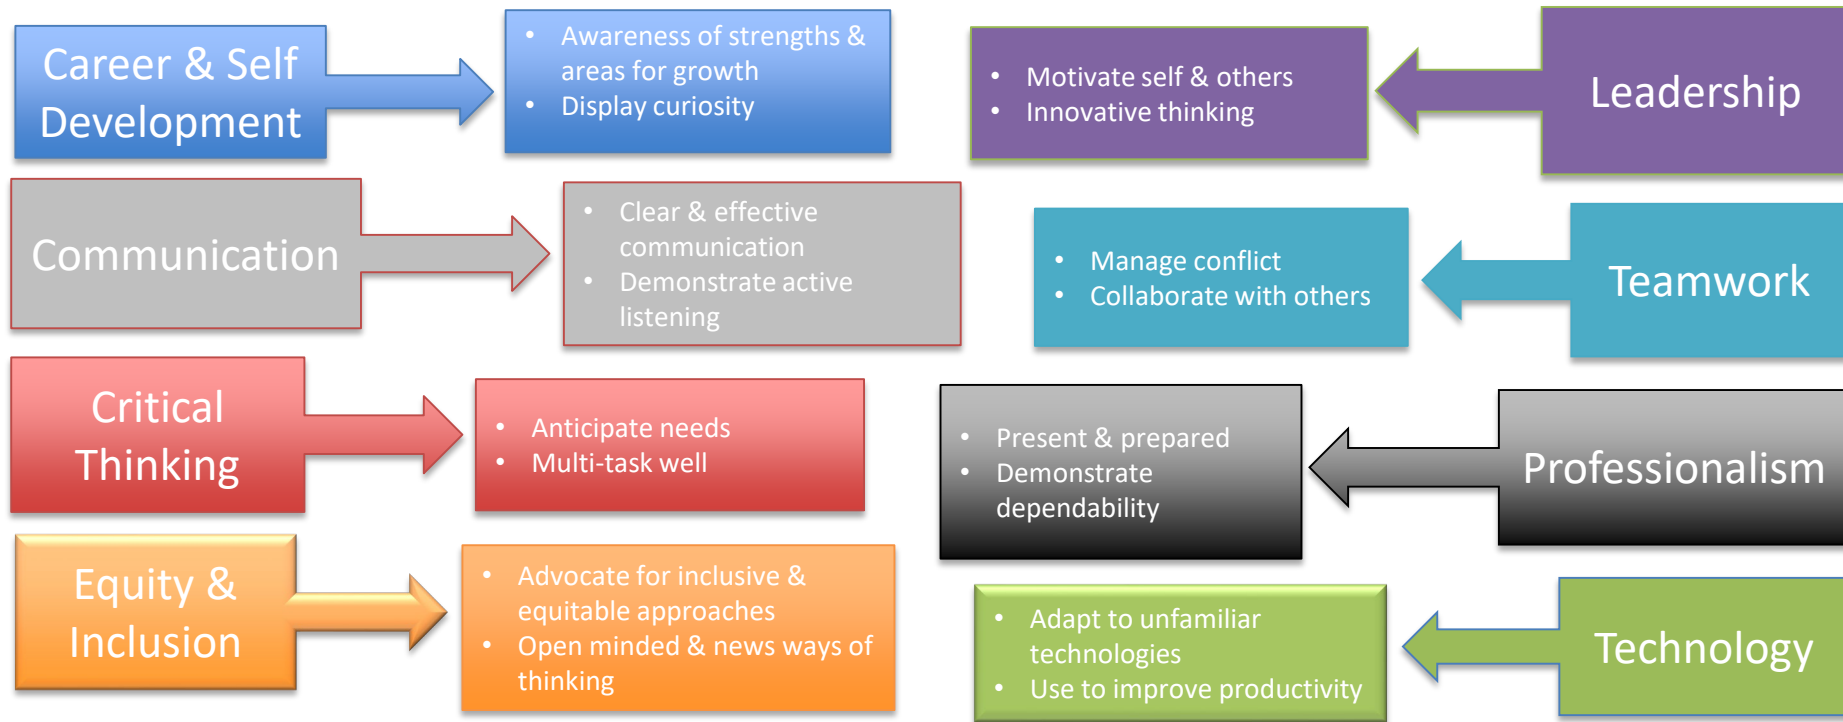 Career & Self
Development
• Awareness of strengths &
areas for growth
• Display curiosity
Communication
• Clear & effective
communication
• Demonstrate active
listening
Critical
Thinking
• Anticipate needs
• Multi-task well
Equity &
Inclusion
• Advocate for inclusive &
equitable approaches
• Open minded & news ways of
thinking
• Motivate self & others
• Innovative thinking
Leadership
• Manage conflict
• Collaborate with others
Teamwork
• Present & prepared
• Demonstrate
dependability
Professionalism
• Adapt to unfamiliar
technologies
• Use to improve productivity
Technology